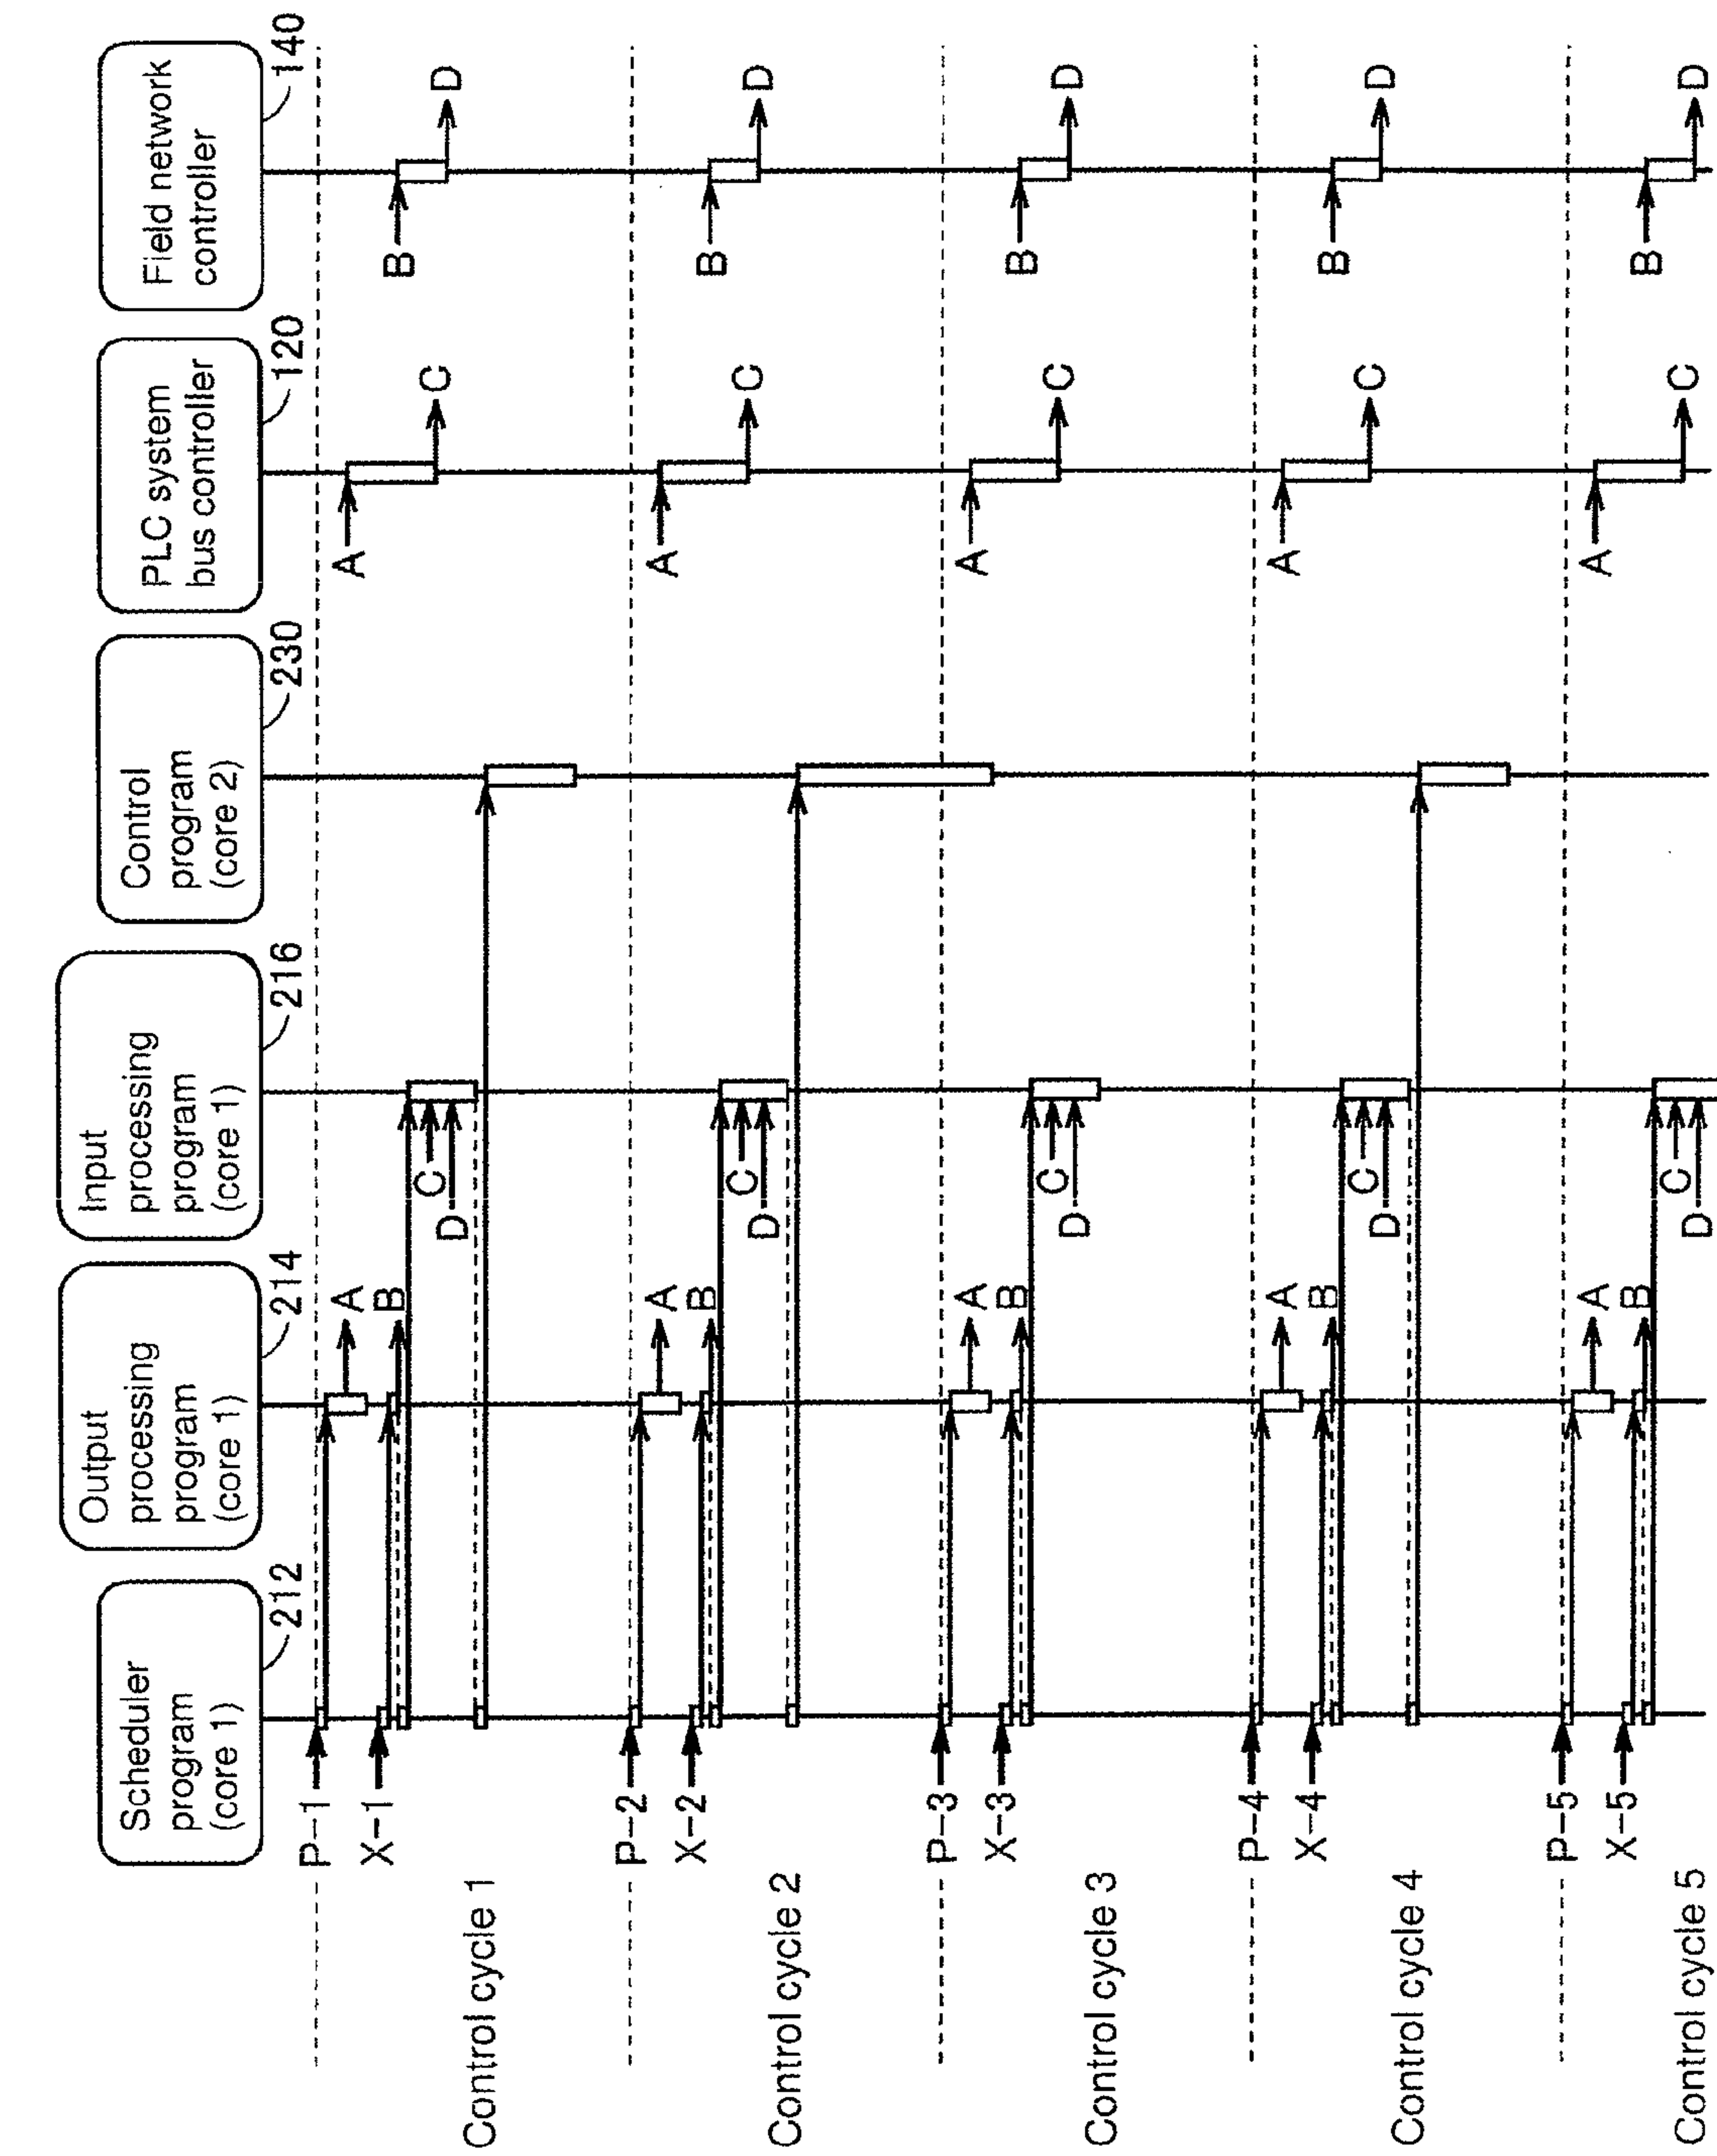 Scheduler
program
(core 1)
212
Output
processing
program
(core 1)
214
Input
processing
program
(core 1)
216
Control
program
(core 2)
230
PLC system
bus controller
120
Field network
controller
140
P-1
X-1
A
B
C
D
A
C
B
D
Control cycle 1
P-2
X-2
A
B
C
D
A
C
B
D
Control cycle 2
P-3
X-3
A
B
C
D
A
C
B
D
Control cycle 3
P-4
X-4
A
B
C
D
A
C
B
D
Control cycle 4
P-5
X-5
A
B
C
D
A
C
B
D
Control cycle 5